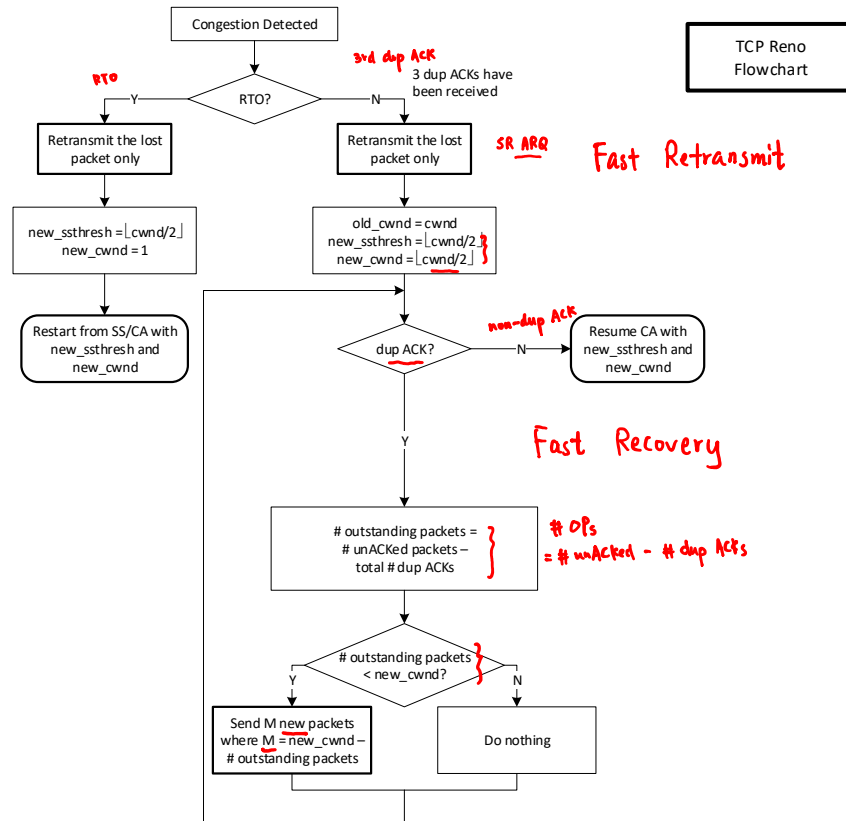 Congestion Detected
TCP Reno
Flowchart
3rd dup ACK
3 dup ACKs have
been received
RTO
Y
RTO?
N
Retransmit the lost
packet only
Retransmit the lost
packet only
SR ARQ
Fast Retransmit
new_ssthresh =⌊cwnd/2⌋
new_cwnd = 1
old_cwnd = cwnd
new_ssthresh =⌊cwnd/2⌋
new_cwnd =⌊cwnd/2⌋
Restart from SS/CA with
new_ssthresh and
new_cwnd
dup ACK?
non-dup ACK
N
Resume CA with
new_ssthresh and
new_cwnd
Y
Fast Recovery
# outstanding packets =
# unACKed packets –
total # dup ACKs
# OPs
= # unACKed - # dup ACKs
# outstanding packets
< new_cwnd?
Y
N
Send M new packets
where M = new_cwnd –
# outstanding packets
Do nothing